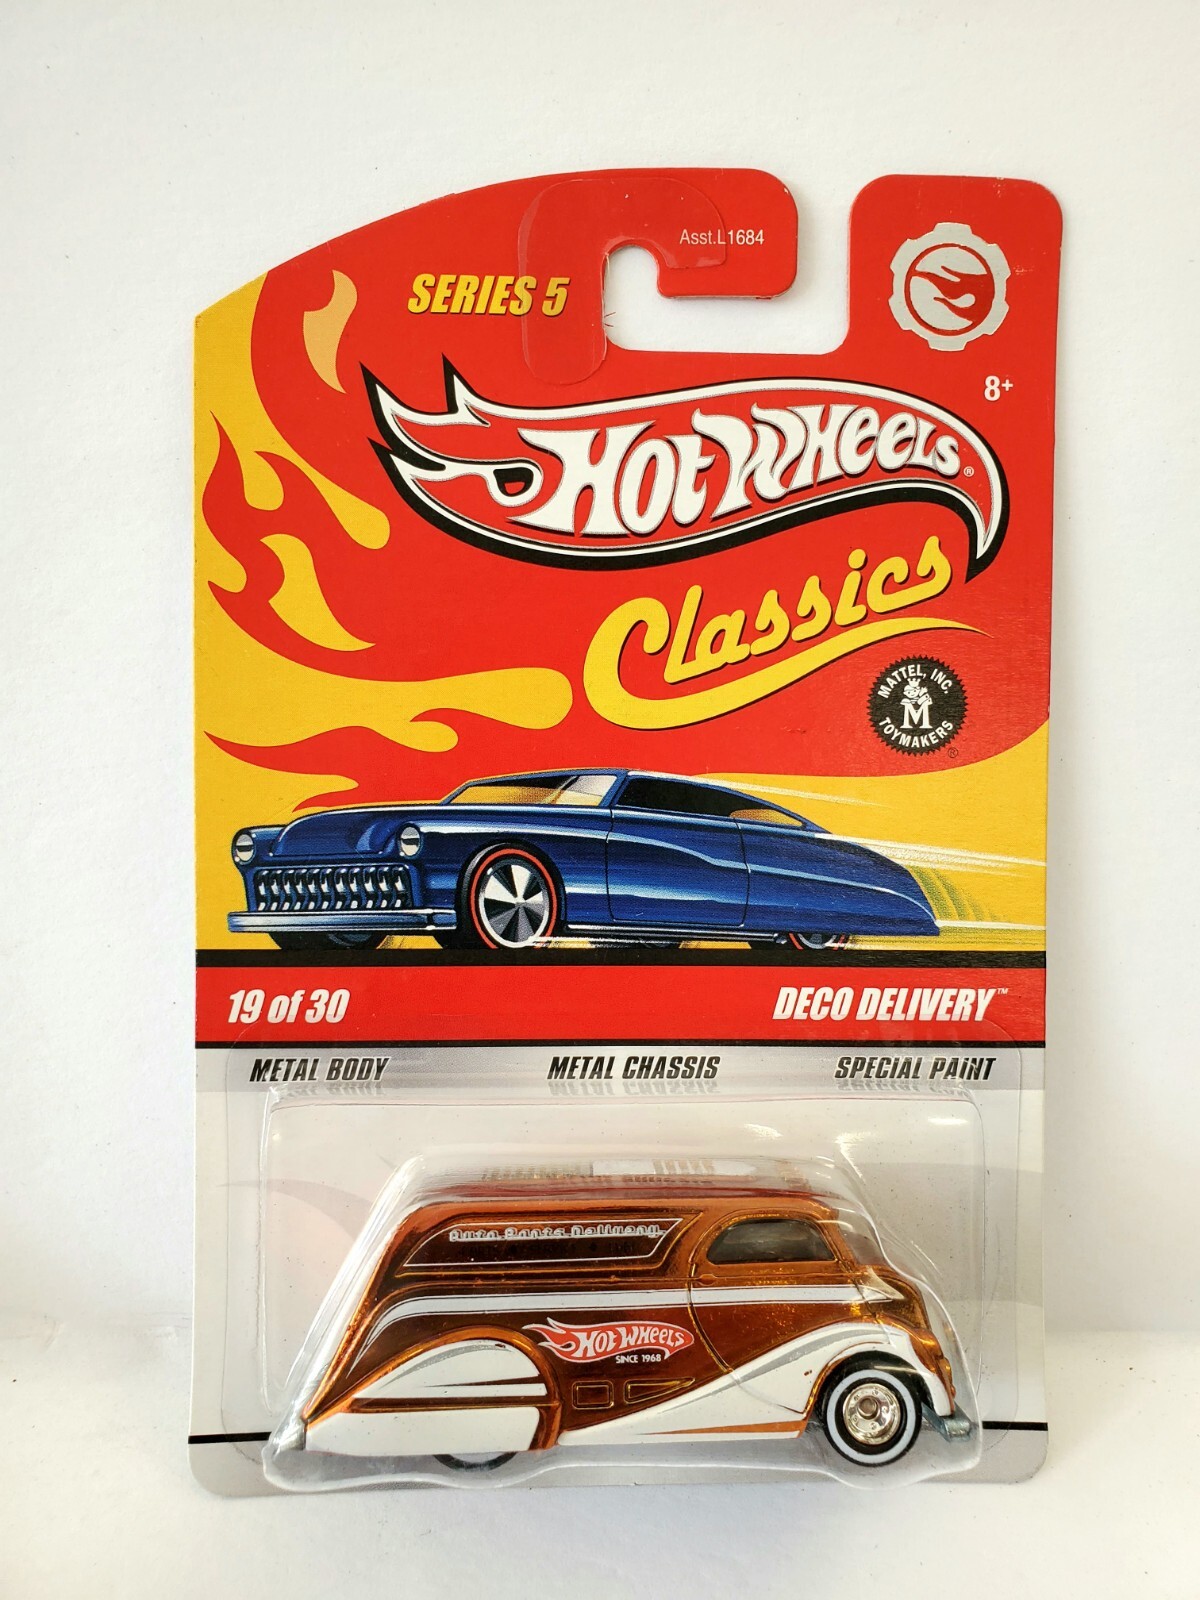 Asst.L1684
SERIES 5
8+
HOT WHEELS®
Classics
MATTEL, INC.
M
TOYMAKERS
®
19 of 30
DECO DELIVERY™
METAL BODY
METAL CHASSIS
SPECIAL PAINT
Auto Parts Delivery
HOT WHEELS
SINCE 1968